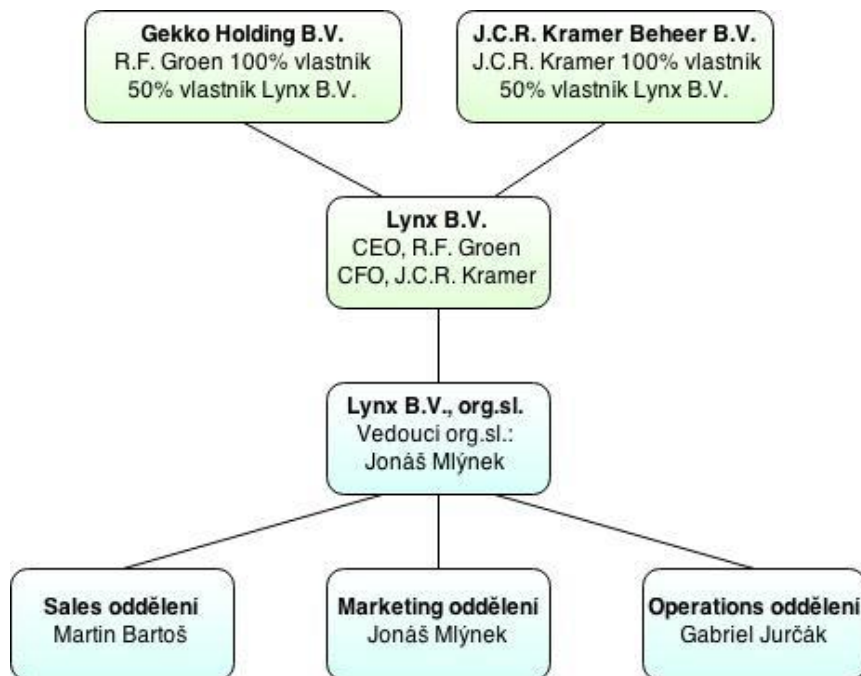 Gekko Holding B.V.
R.F. Groen 100% vlastník
50% vlastník Lynx B.V.
J.C.R. Kramer Beheer B.V.
J.C.R. Kramer 100% vlastník
50% vlastník Lynx B.V.
Lynx B.V.
CEO, R.F. Groen
CFO, J.C.R. Kramer
Lynx B.V., org.sl.
Vedoucí org.sl.:
Jonáš Mlýnek
Sales oddělení
Martin Bartoš
Marketing oddělení
Jonáš Mlýnek
Operations oddělení
Gabriel Jurčák